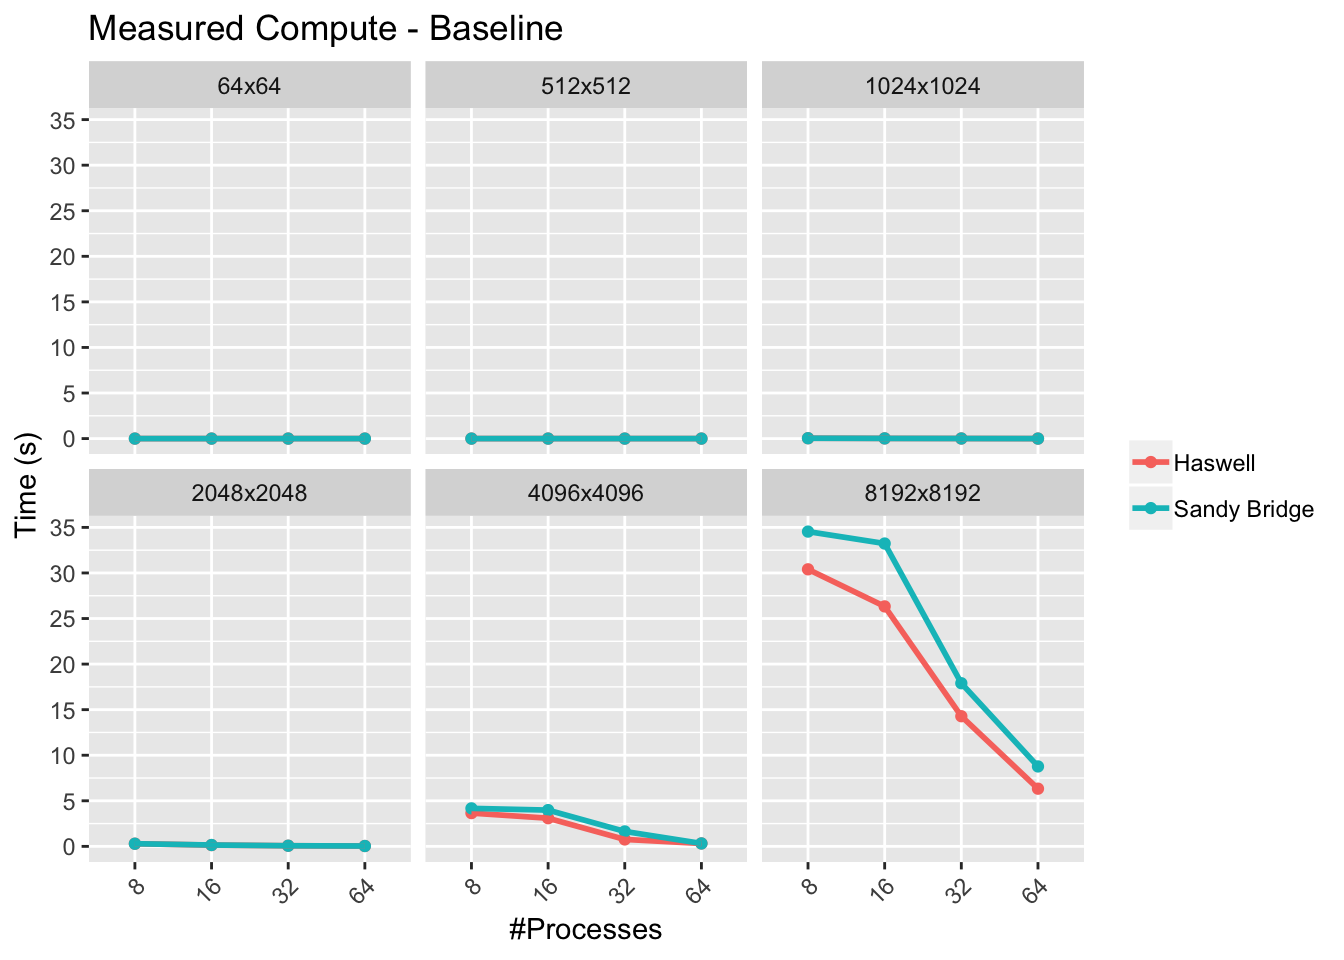 Measured Compute - Baseline
64x64
512x512
1024x1024
35
30
25
20
15
10
5
0
Time (s)
2048x2048
4096x4096
8192x8192
35
30
25
20
15
10
5
0
8 16 32 64
8 16 32 64
8 16 32 64
#Processes
Haswell
Sandy Bridge